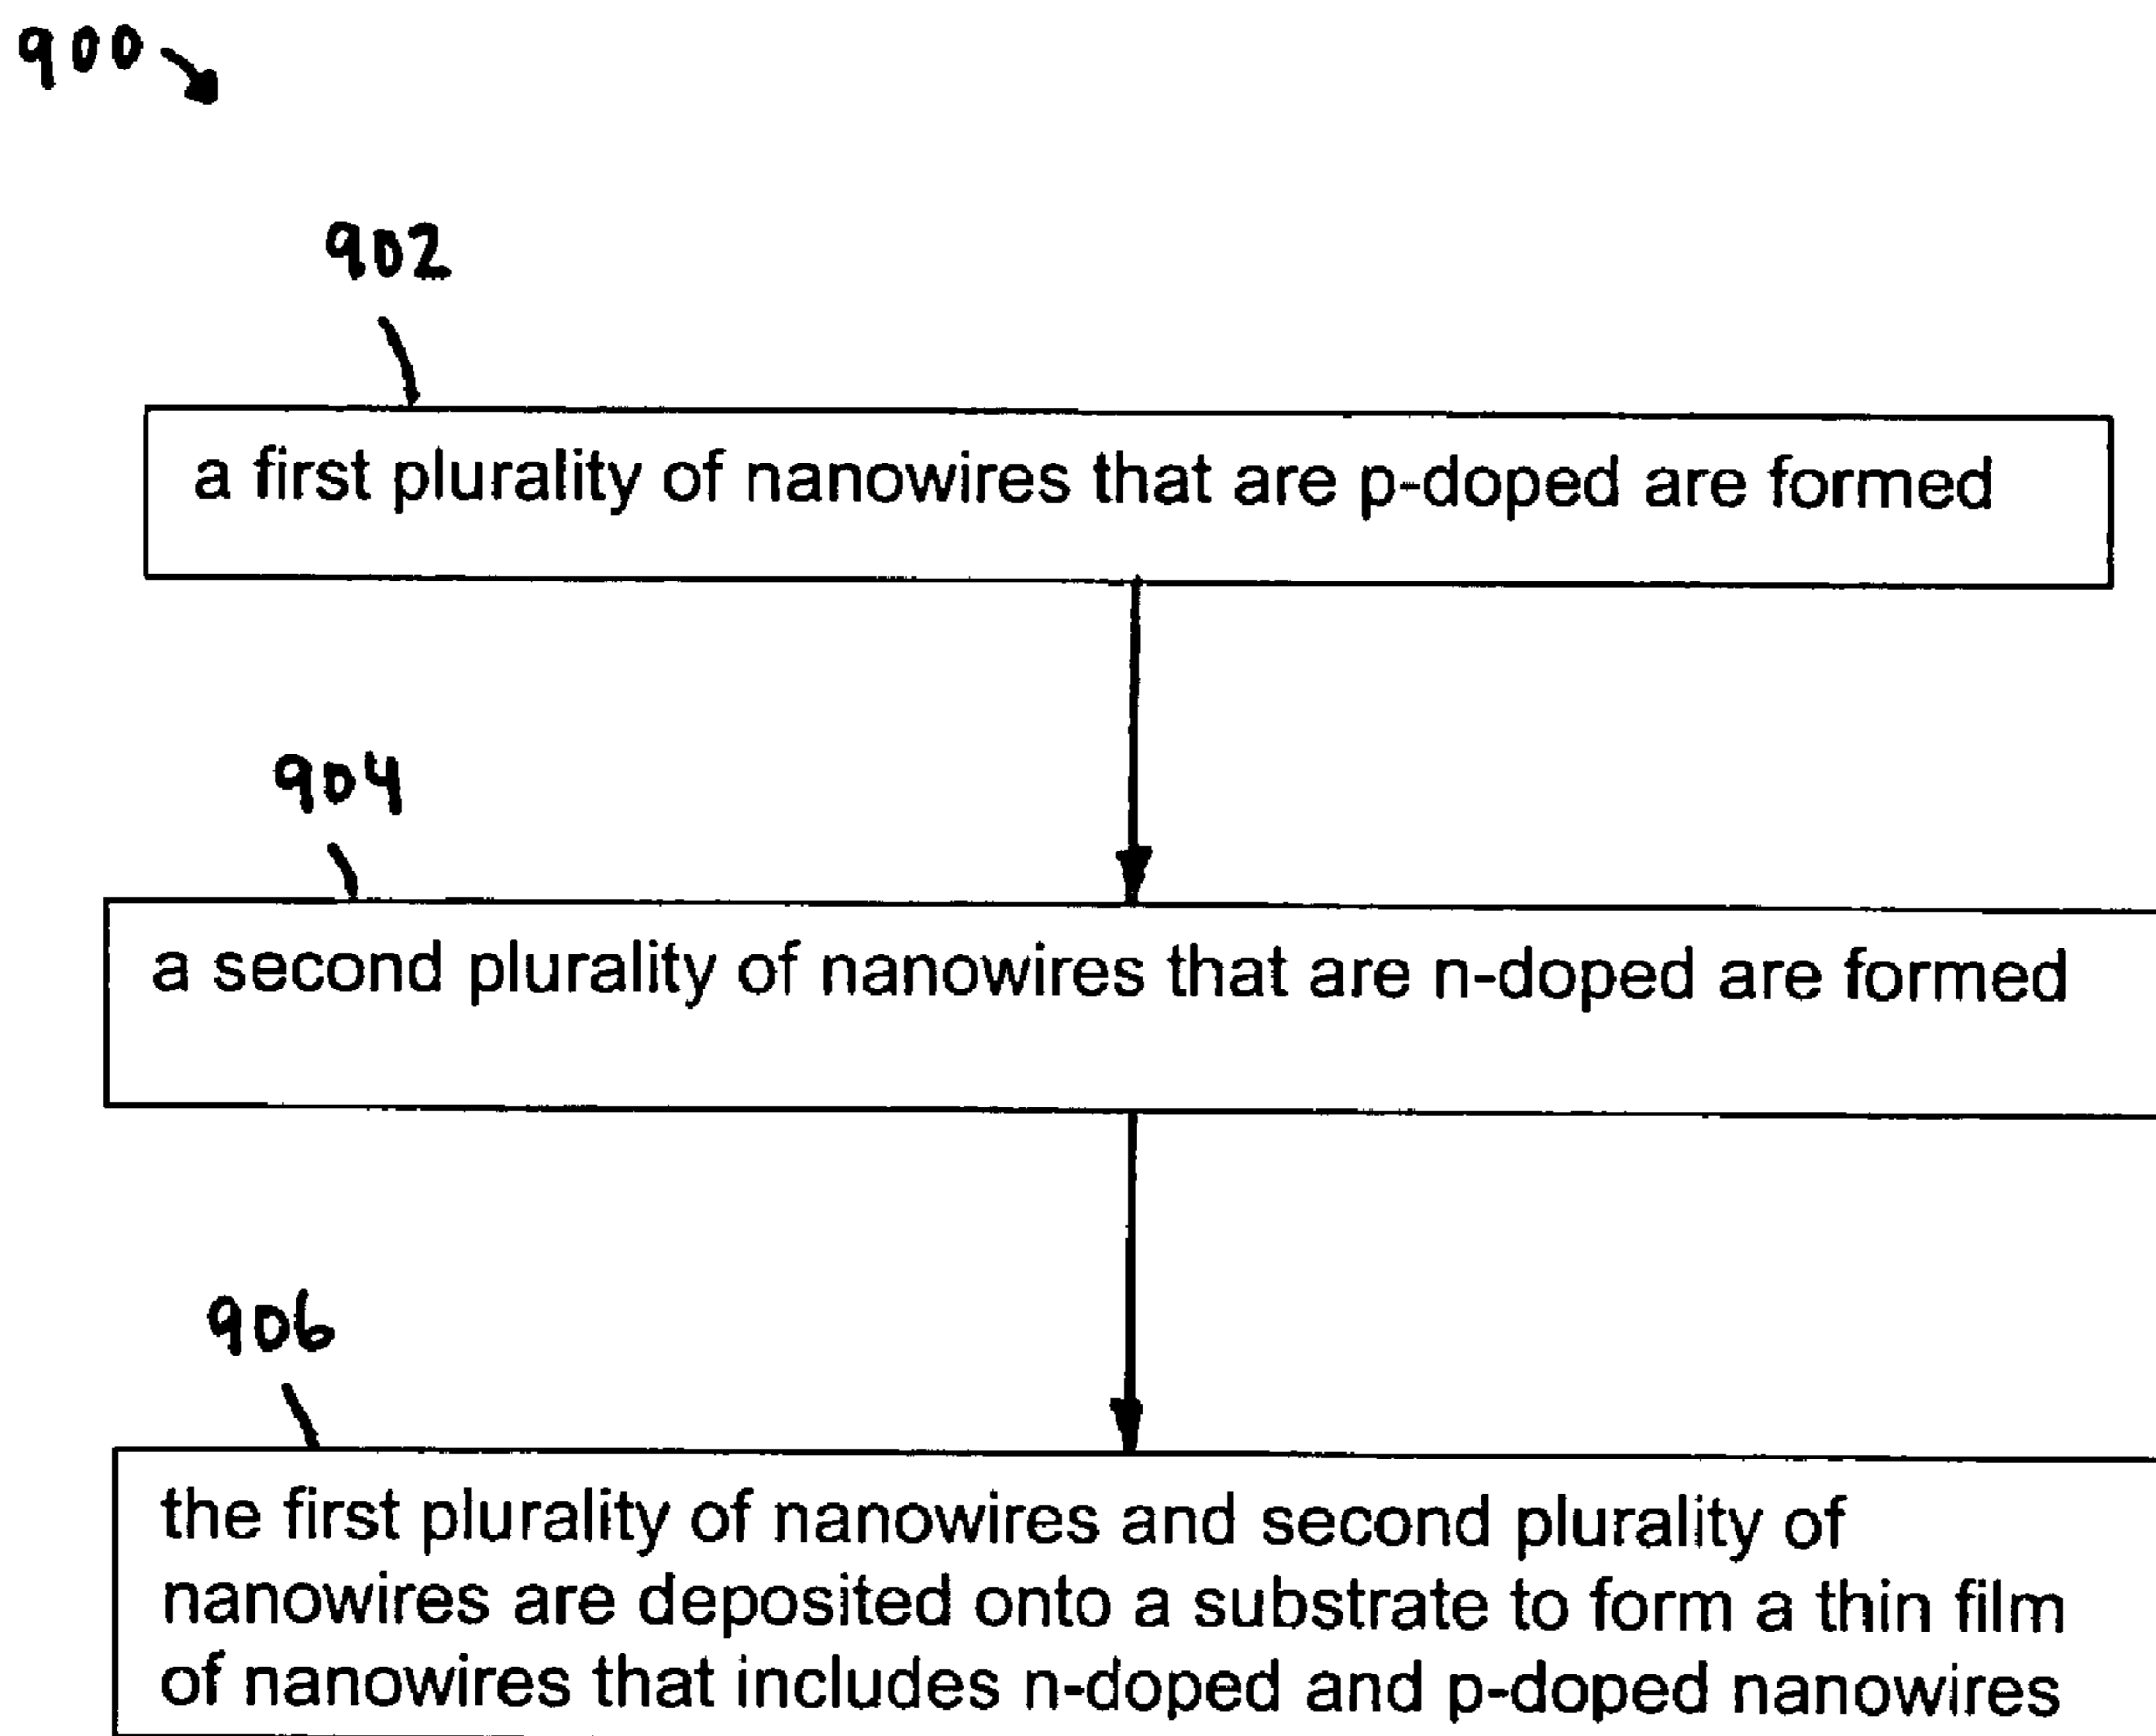 900
902
a first plurality of nanowires that are p-doped are formed
904
a second plurality of nanowires that are n-doped are formed
906
the first plurality of nanowires and second plurality of
nanowires are deposited onto a substrate to form a thin film
of nanowires that includes n-doped and p-doped nanowires